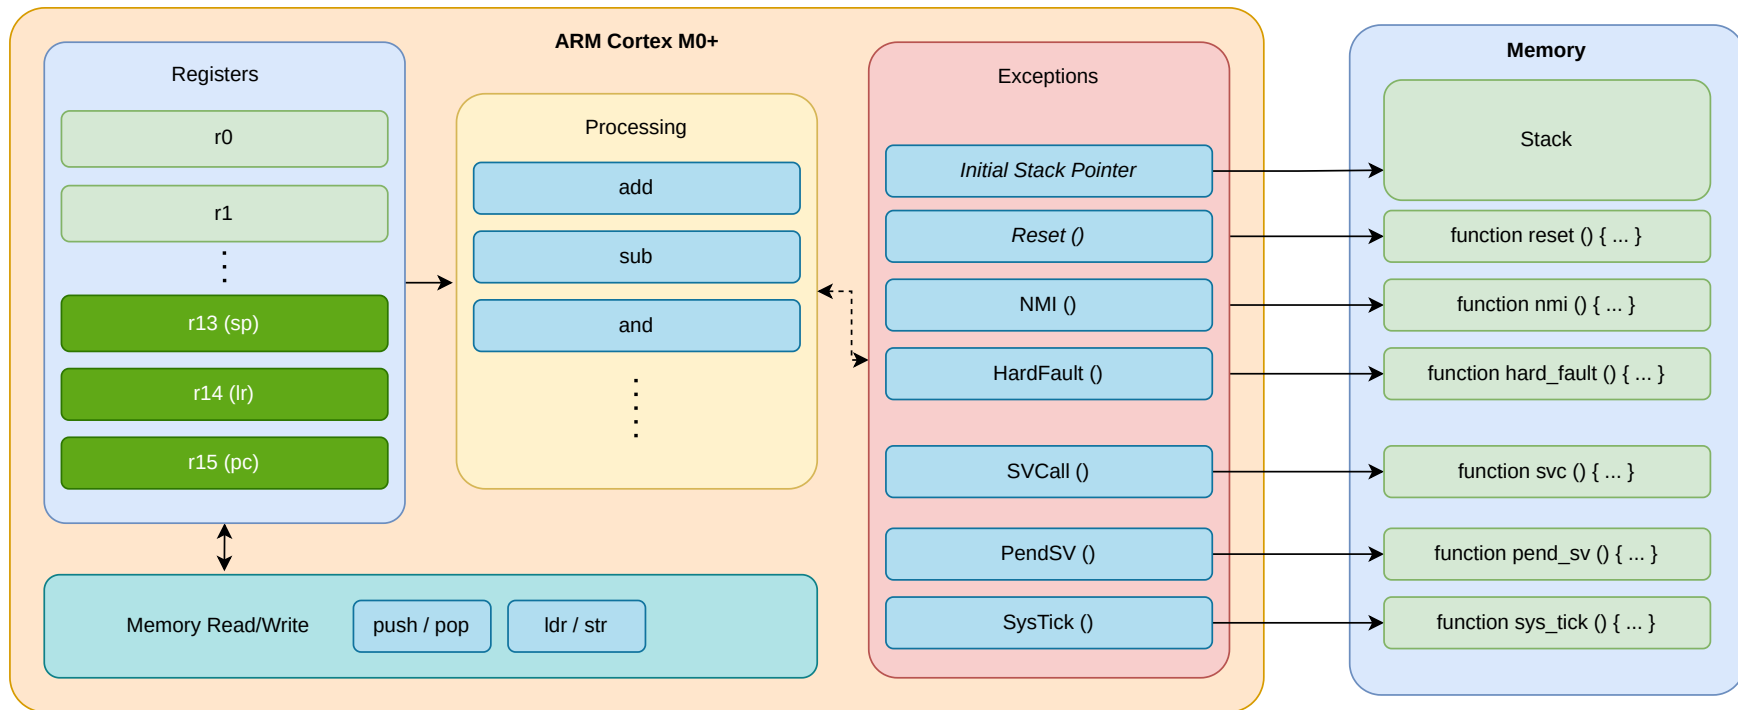 ARM Cortex M0+
Registers
r0
r1
r13 (sp)
r14 (lr)
r15 (pc)
Processing
add
sub
and
Memory Read/Write
push / pop
ldr / str
Exceptions
Initial Stack Pointer
Reset ()
NMI ()
HardFault ()
SVCall ()
PendSV ()
SysTick ()
Memory
Stack
function reset () { ... }
function nmi () { ... }
function hard_fault () { ... }
function svc () { ... }
function pend_sv () { ... }
function sys_tick () { ... }